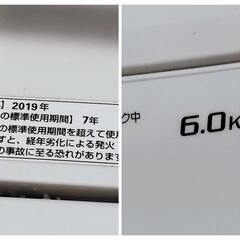 】2019年
の標準使用期間】 7年
の標準使用期間を超えて使用
すと、経年劣化による発火
の事故に至る恐れがあります
ク中
6.0K